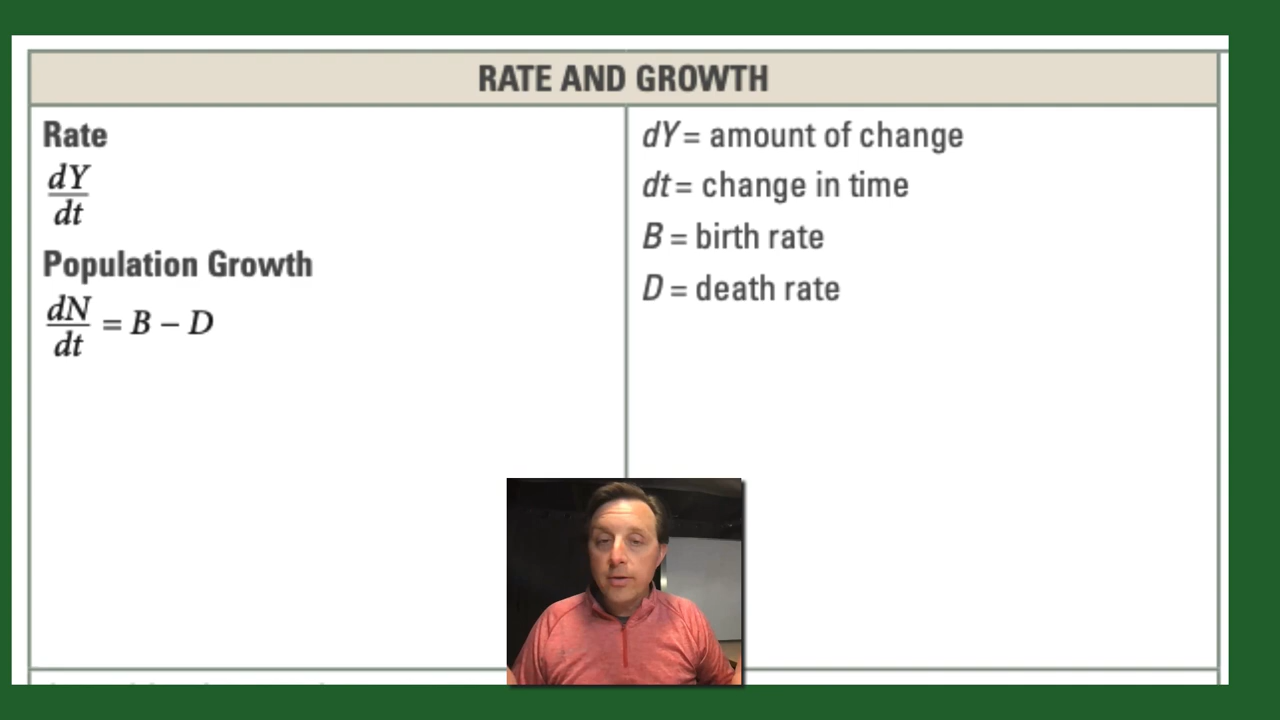 RATE AND GROWTH
Rate
dY
dt
Population Growth
dN
dt
= B – D
dY = amount of change
dt = change in time
B = birth rate
D = death rate